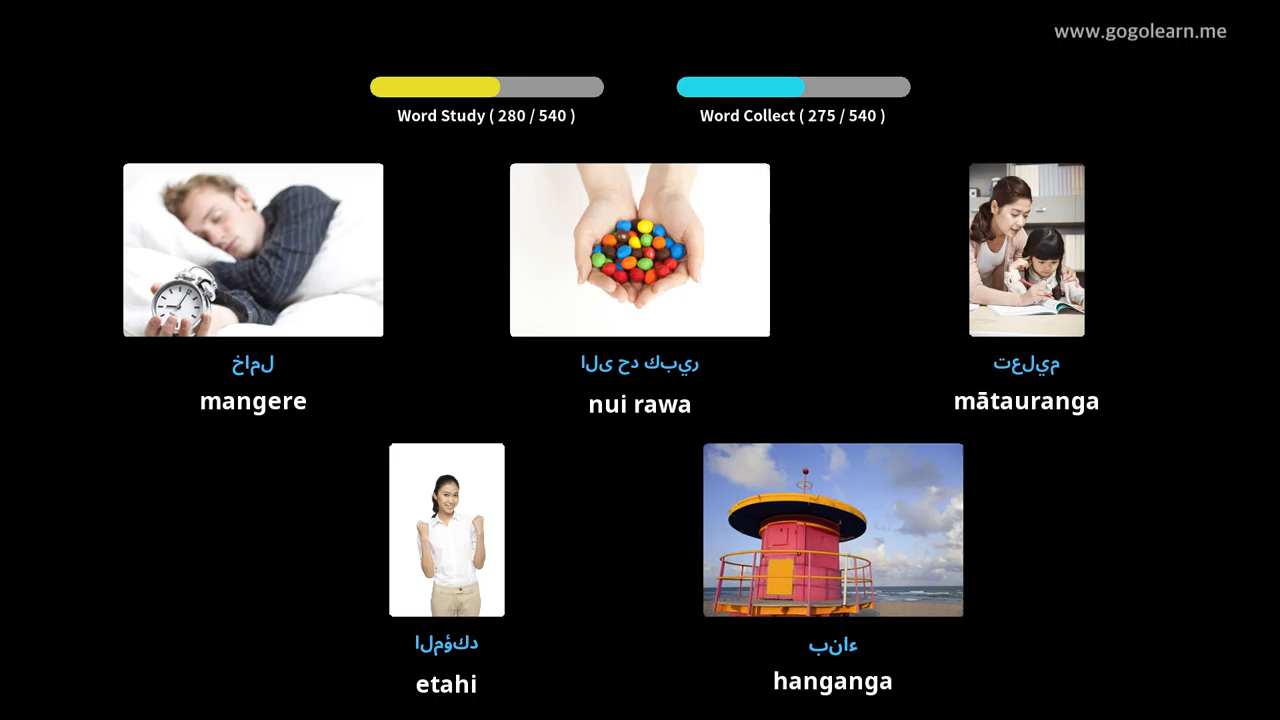 www.gogolearn.me
Word Study ( 280 / 540 )
Word Collect ( 275 / 540 )
خامل
الى حد كبير
تعليم
mangere
nui rawa
mātauranga
المؤكد
بناء
etahi
hanganga